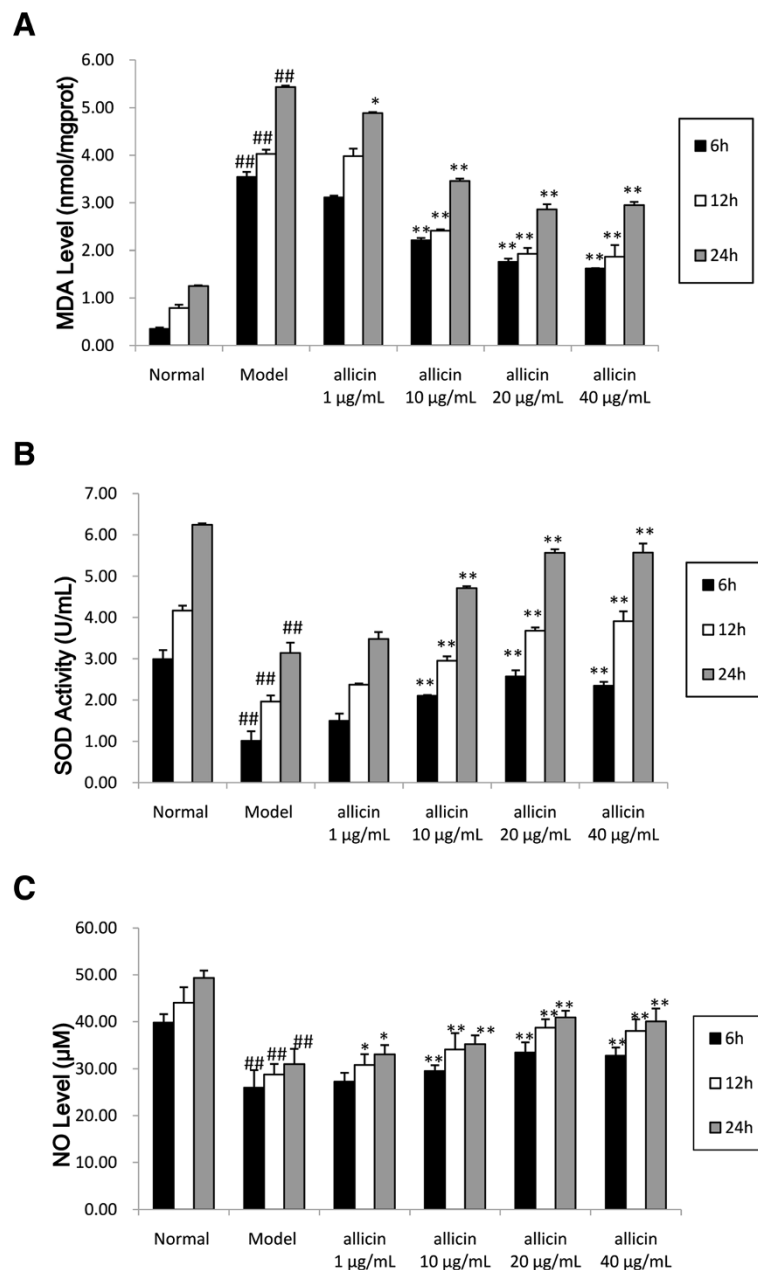 A
MDA Level (nmol/mgprot)
6.00
5.00
4.00
3.00
2.00
1.00
0.00
## ## ##
*
** ** **
** ** **
** ** **
Normal Model allicin allicin allicin allicin
1 µg/mL 10 µg/mL 20 µg/mL 40 µg/mL
6h
12h
24h
B
SOD Activity (U/mL)
7.00
6.00
5.00
4.00
3.00
2.00
1.00
0.00
## ## ##
** ** **
** ** **
** ** **
Normal Model allicin allicin allicin allicin
1 µg/mL 10 µg/mL 20 µg/mL 40 µg/mL
6h
12h
24h
C
NO Level (µM)
60.00
50.00
40.00
30.00
20.00
10.00
0.00
## ## ##
* *
** ** **
** ** **
** ** **
Normal Model allicin allicin allicin allicin
1 µg/mL 10 µg/mL 20 µg/mL 40 µg/mL
6h
12h
24h